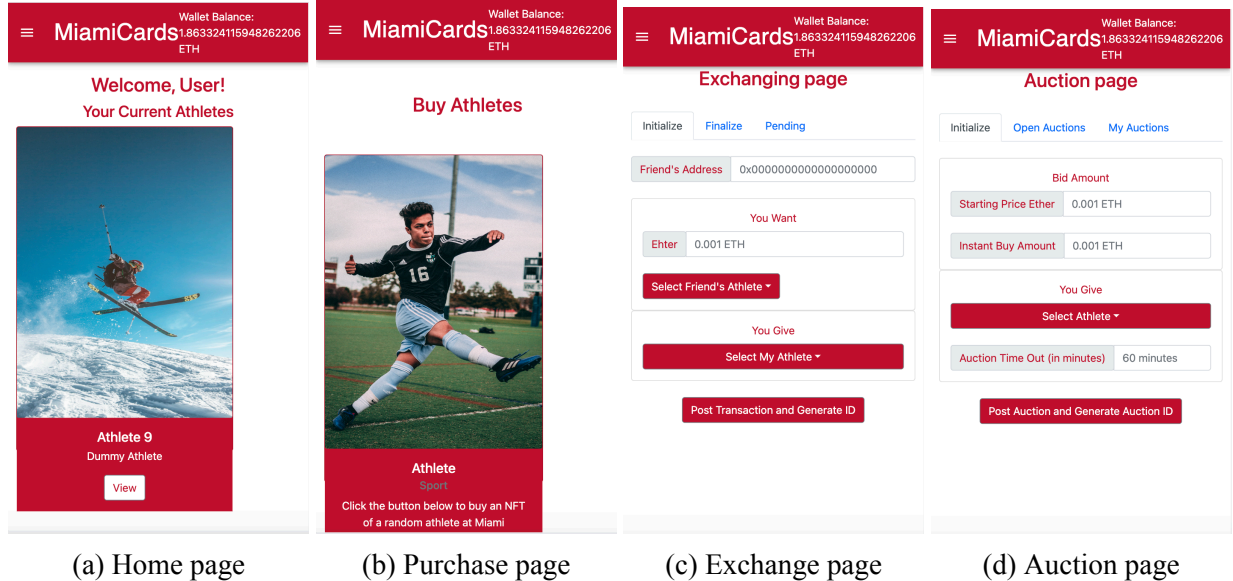 MiamiCards
Wallet Balance:
1.863324115948262206
ETH
Welcome, User!
Your Current Athletes
Athlete 9
Dummy Athlete
View
(a) Home page
MiamiCards
Wallet Balance:
1.863324115948262206
ETH
Buy Athletes
16
Athlete
Sport
Click the button below to buy an NFT
of a random athlete at Miami
(b) Purchase page
MiamiCards
Wallet Balance:
1.863324115948262206
ETH
Exchanging page
Initialize Finalize Pending
Friend's Address 0x0000000000000000000
You Want
Ehter 0.001 ETH
Select Friend's Athlete
You Give
Select My Athlete
Post Transaction and Generate ID
(c) Exchange page
MiamiCards
Wallet Balance:
1.863324115948262206
ETH
Auction page
Initialize Open Auctions My Auctions
Bid Amount
Starting Price Ether 0.001 ETH
Instant Buy Amount 0.001 ETH
You Give
Select Athlete
Auction Time Out (in minutes) 60 minutes
Post Auction and Generate Auction ID
(d) Auction page